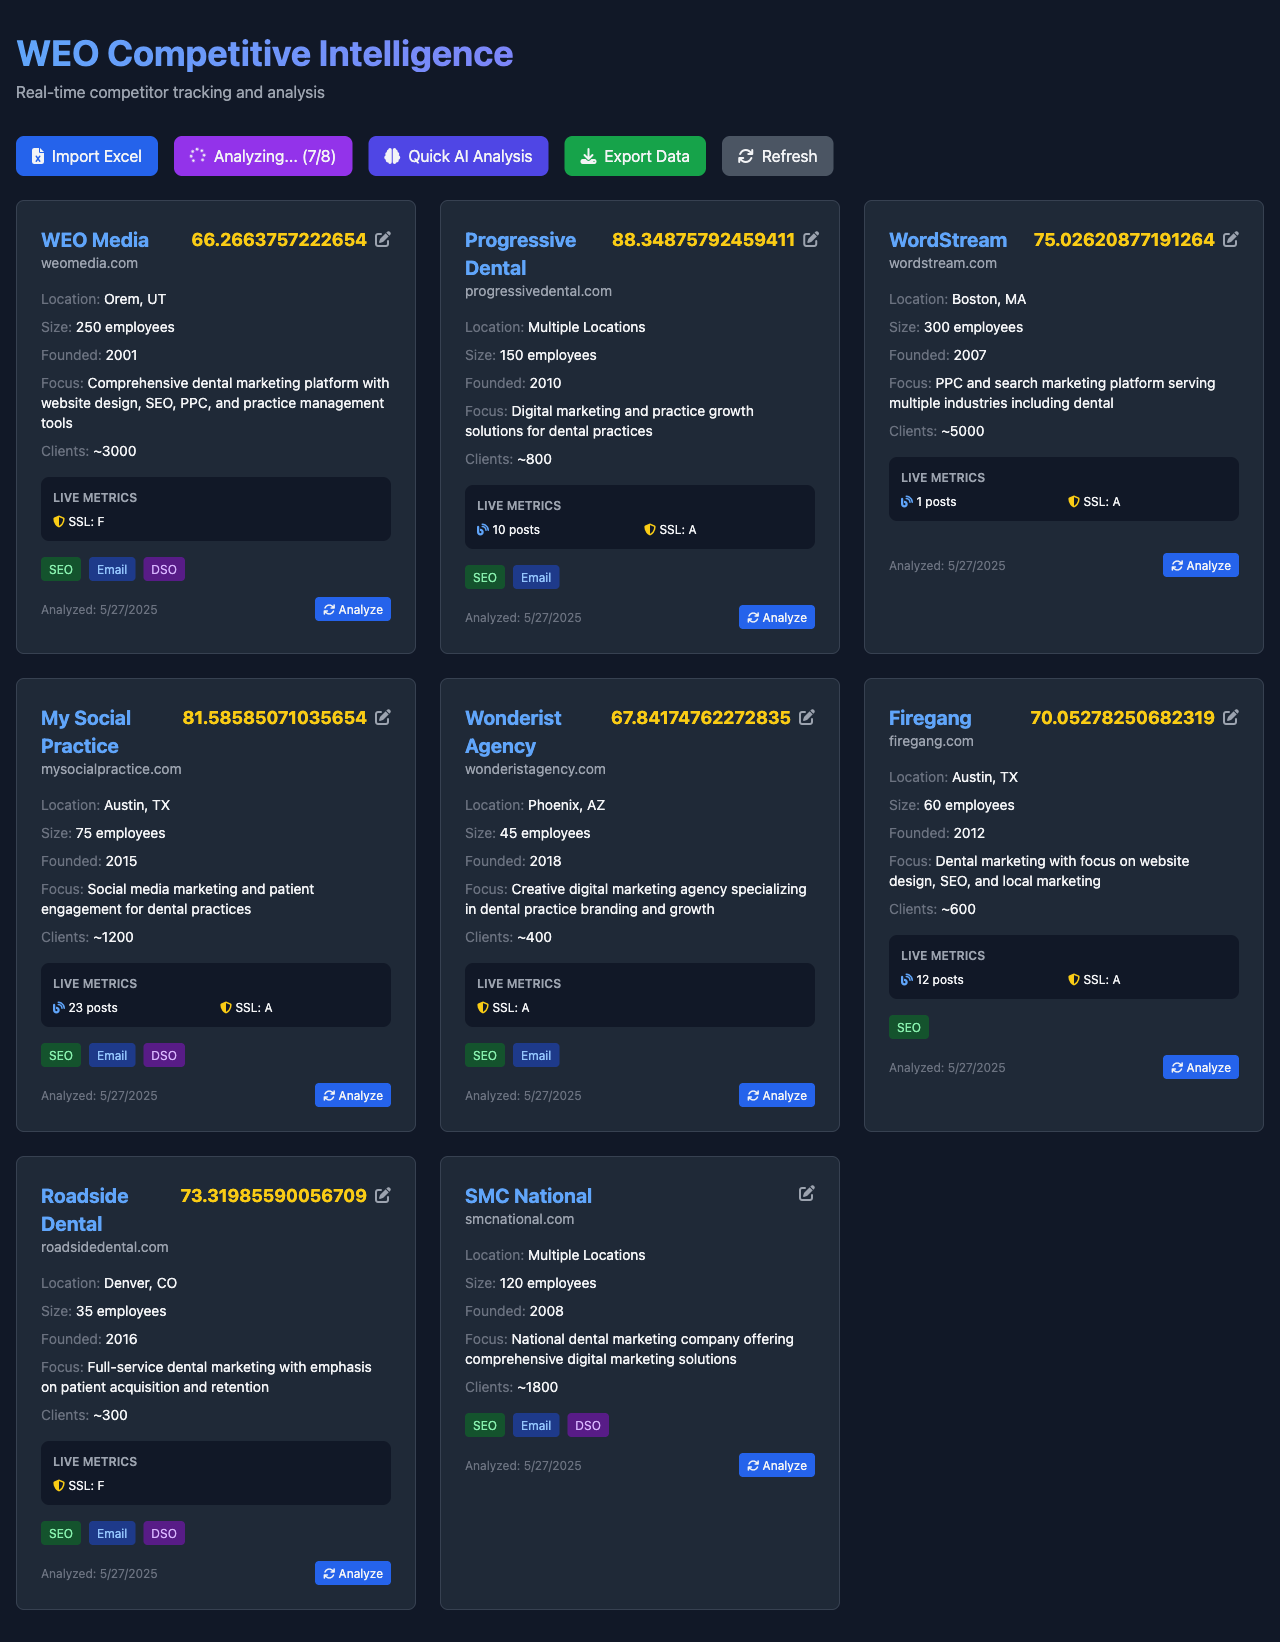 WEO Competitive Intelligence
Real-time competitor tracking and analysis
Import Excel
Analyzing... (7/8)
Quick AI Analysis
Export Data
Refresh
WEO Media
66.2663757222654
weomedia.com
Location: Orem, UT
Size: 250 employees
Founded: 2001
Focus: Comprehensive dental marketing platform with
website design, SEO, PPC, and practice management
tools
Clients: ~3000
LIVE METRICS
SSL: F
SEO
Email
DSO
Analyzed: 5/27/2025
Analyze
Progressive
Dental
88.34875792459411
progressivedental.com
Location: Multiple Locations
Size: 150 employees
Founded: 2010
Focus: Digital marketing and practice growth
solutions for dental practices
Clients: ~800
LIVE METRICS
10 posts
SSL: A
SEO
Email
Analyzed: 5/27/2025
Analyze
WordStream
75.02620877191264
wordstream.com
Location: Boston, MA
Size: 300 employees
Founded: 2007
Focus: PPC and search marketing platform serving
multiple industries including dental
Clients: ~5000
LIVE METRICS
1 posts
SSL: A
Analyzed: 5/27/2025
Analyze
My Social
Practice
81.58585071035654
mysocialpractice.com
Location: Austin, TX
Size: 75 employees
Founded: 2015
Focus: Social media marketing and patient
engagement for dental practices
Clients: ~1200
LIVE METRICS
23 posts
SSL: A
SEO
Email
DSO
Analyzed: 5/27/2025
Analyze
Wonderist
Agency
67.84174762272835
wonderistagency.com
Location: Phoenix, AZ
Size: 45 employees
Founded: 2018
Focus: Creative digital marketing agency specializing
in dental practice branding and growth
Clients: ~400
LIVE METRICS
SSL: A
SEO
Email
Analyzed: 5/27/2025
Analyze
Firegang
70.05278250682319
firegang.com
Location: Austin, TX
Size: 60 employees
Founded: 2012
Focus: Dental marketing with focus on website
design, SEO, and local marketing
Clients: ~600
LIVE METRICS
12 posts
SSL: A
SEO
Analyzed: 5/27/2025
Analyze
Roadside
Dental
73.31985590056709
roadsidedental.com
Location: Denver, CO
Size: 35 employees
Founded: 2016
Focus: Full-service dental marketing with emphasis
on patient acquisition and retention
Clients: ~300
LIVE METRICS
SSL: F
SEO
Email
DSO
Analyzed: 5/27/2025
Analyze
SMC National
smcnational.com
Location: Multiple Locations
Size: 120 employees
Founded: 2008
Focus: National dental marketing company offering
comprehensive digital marketing solutions
Clients: ~1800
SEO
Email
DSO
Analyzed: 5/27/2025
Analyze